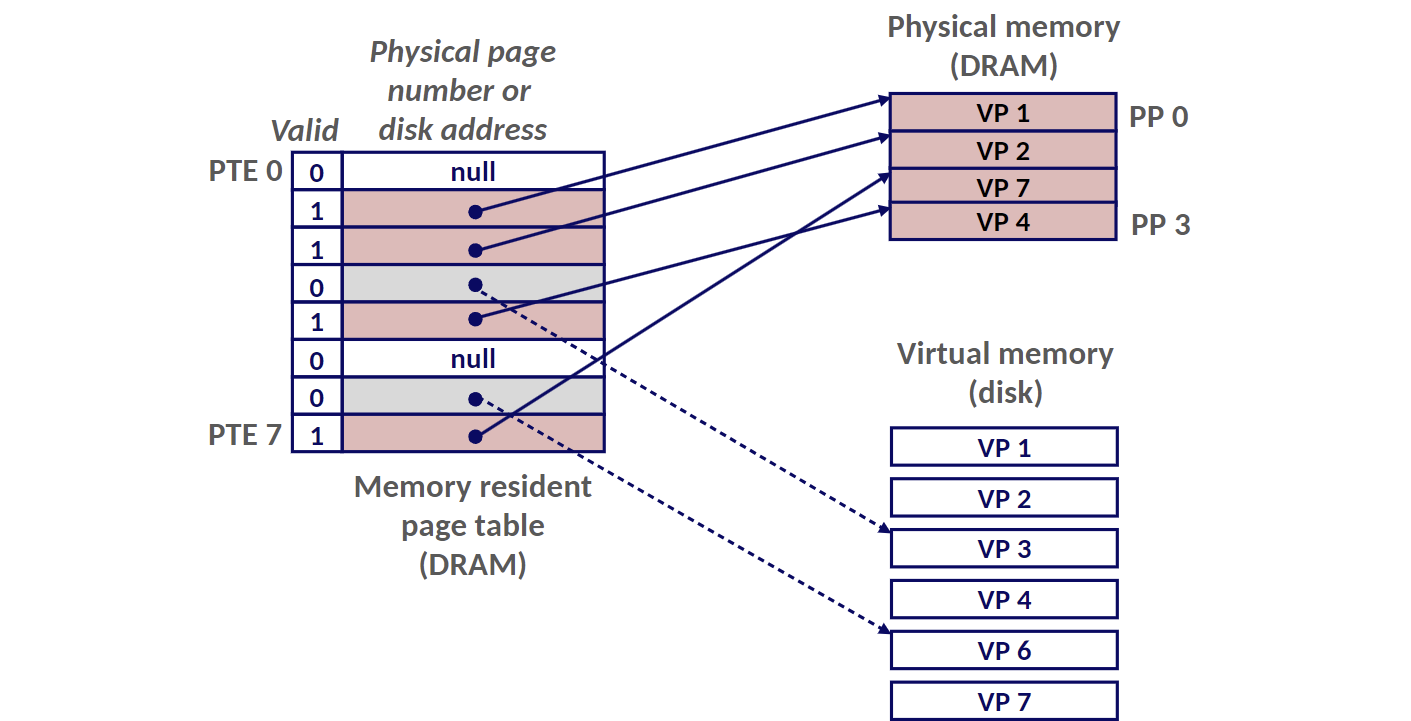 Physical page
number or
disk address
Valid
PTE 0
0
null
1
1
0
1
0
null
0
PTE 7
1
Memory resident
page table
(DRAM)
Physical memory
(DRAM)
VP 1
PP 0
VP 2
VP 7
VP 4
PP 3
Virtual memory
(disk)
VP 1
VP 2
VP 3
VP 4
VP 6
VP 7